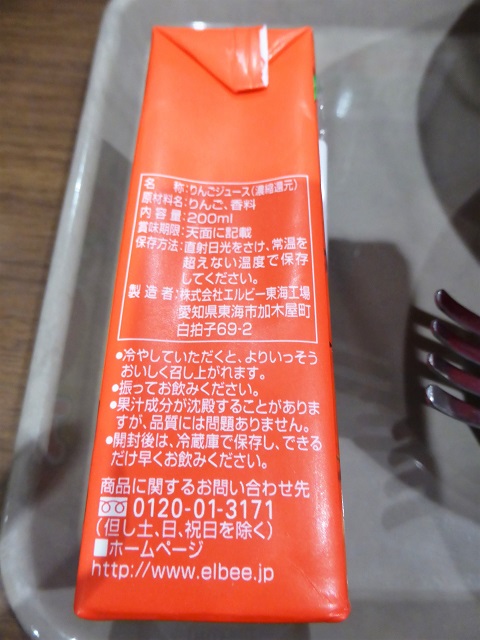 名　　称:りんごジュース(濃縮還元)
原材料名:りんご、香料
内 容 量:200ml
賞味期限:天面に記載
保存方法:直射日光をさけ、常温を
超えない温度で保存
してください。
製 造 者:株式会社エルビー東海工場
愛知県東海市加木屋町
白拍子69-2
●冷やしていただくと、よりいっそう
おいしく召し上がれます。
●振ってお飲みください。
●果汁成分が沈殿することがありま
すが、品質には問題ありません。
●開封後は、冷蔵庫で保存し、できる
だけ早くお飲みください。
商品に関するお問い合わせ先
0120-01-3171
(但し土、日、祝日を除く)
■ホームページ
http://www.elbee.jp